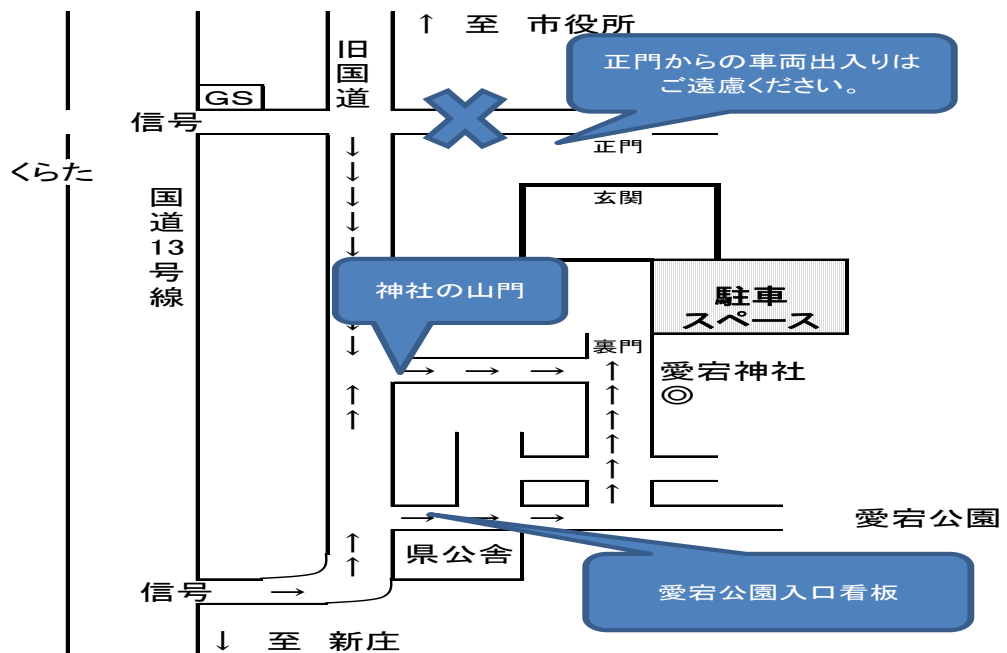 ↑ 至 市役所
正門からの車両出入りは
ご遠慮ください。
旧国道
GS
信号
正門
くらた
国道13号線
玄関
神社の山門
駐車
スペース
裏門
愛宕神社
◎
愛宕公園
県公舎
信号
愛宕公園入口看板
↓ 至 新庄